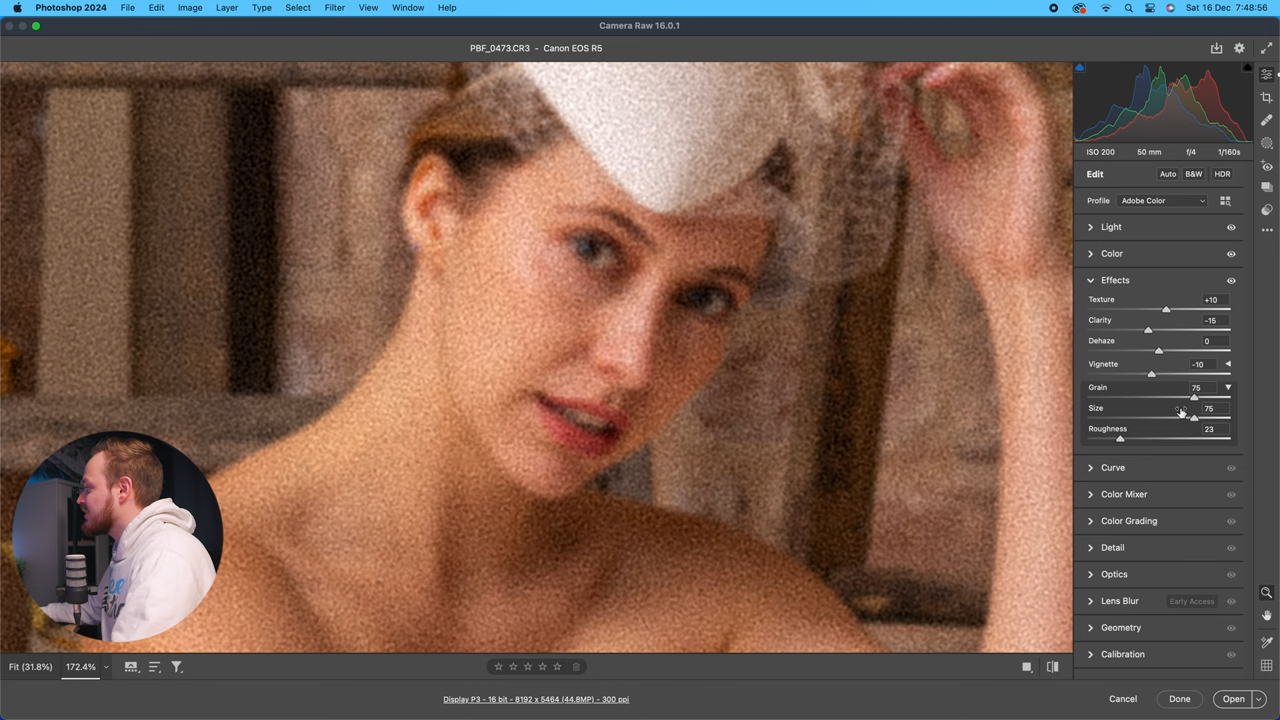 Photoshop 2024 File Edit Image Layer Type Select Filter View Window Help Sat 16 Dec 7:48:56
Camera Raw 16.0.1
PBF_0473.CR3 - Canon EOS R5
ISO 200 50 mm f/4 1/160s
Edit Auto B&W HDR
Profile Adobe Color
Light
Color
Effects
Texture +10
Clarity -15
Dehaze 0
Vignette -10
Grain 75
Size 75
Roughness 23
Curve
Color Mixer
Color Grading
Detail
Optics
Lens Blur Early Access
Geometry
Calibration
Fit (31.8%) 172.4%
Display P3 - 16 bit - 8192 x 5464 (44.8MP) - 300 ppi Cancel Done Open